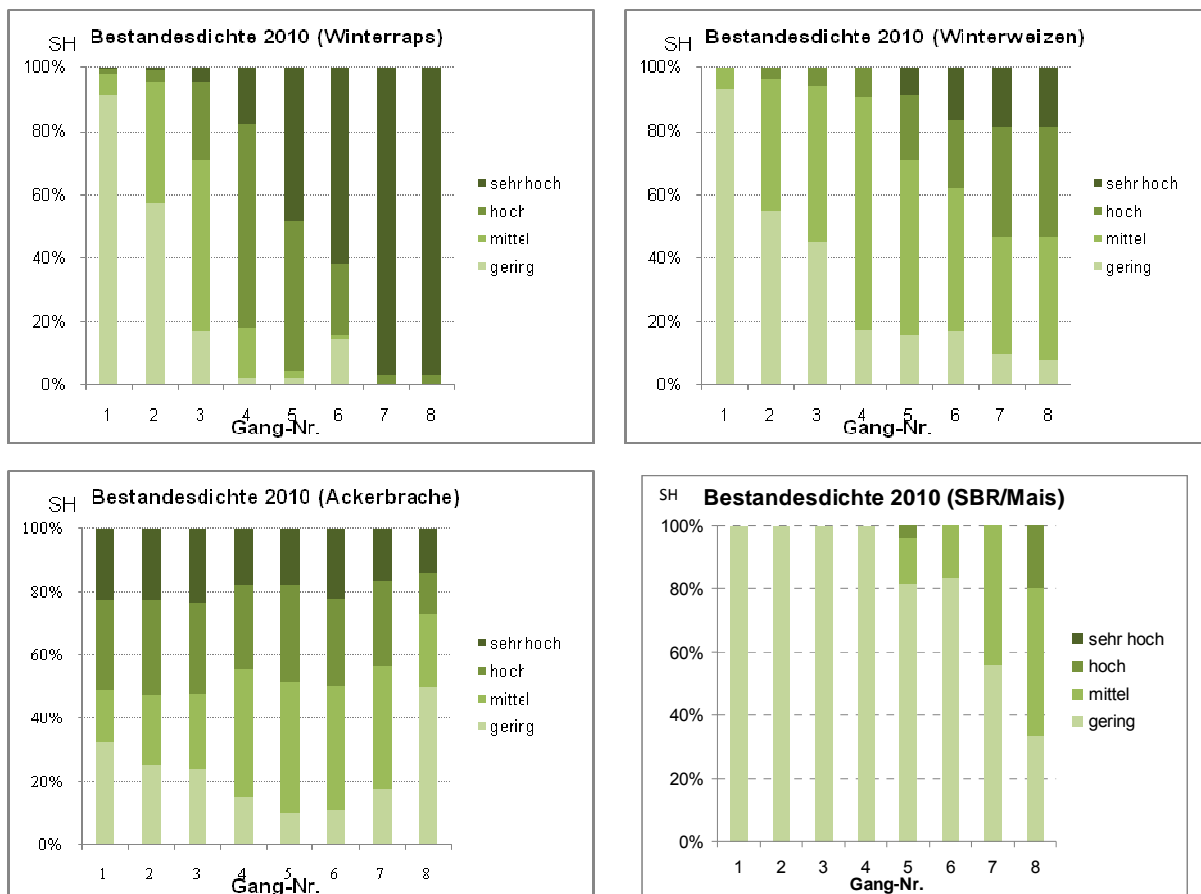 SH Bestandesdichte 2010 (Winterraps)
100%
80%
60%
40%
20%
0%
sehr hoch
hoch
mittel
gering
1 2 3 4 5 6 7 8
Gang-Nr.
SH Bestandesdichte 2010 (Winterweizen)
100%
80%
60%
40%
20%
0%
sehr hoch
hoch
mittel
gering
1 2 3 4 5 6 7 8
Gang-Nr.
SH Bestandesdichte 2010 (Ackerbrache)
100%
80%
60%
40%
20%
0%
sehr hoch
hoch
mittel
gering
1 2 3 4 5 6 7 8
Gang-Nr.
SH Bestandesdichte 2010 (SBR/Mais)
100%
80%
60%
40%
20%
0%
sehr hoch
hoch
mittel
gering
1 2 3 4 5 6 7 8
Gang-Nr.